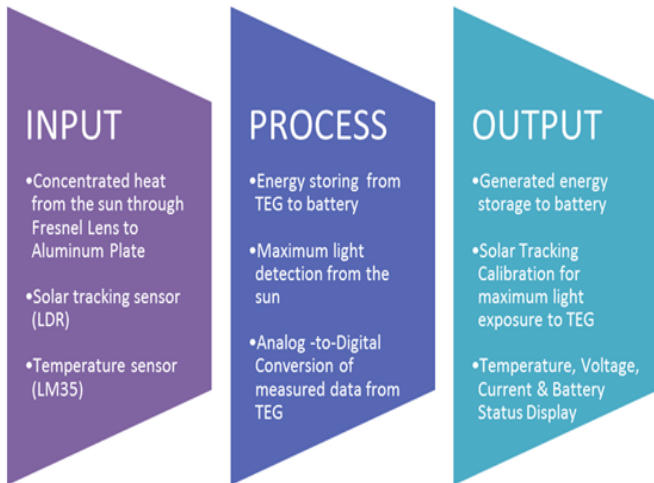 INPUT
•Concentrated heat
from the sun through
Fresnel Lens to
Aluminum Plate
•Solar tracking sensor
(LDR)
•Temperature sensor
(LM35)
PROCESS
•Energy storing from
TEG to battery
•Maximum light
detection from the
sun
•Analog -to-Digital
Conversion of
measured data from
TEG
OUTPUT
•Generated energy
storage to battery
•Solar Tracking
Calibration for
maximum light
exposure to TEG
•Temperature, Voltage,
Current & Battery
Status Display